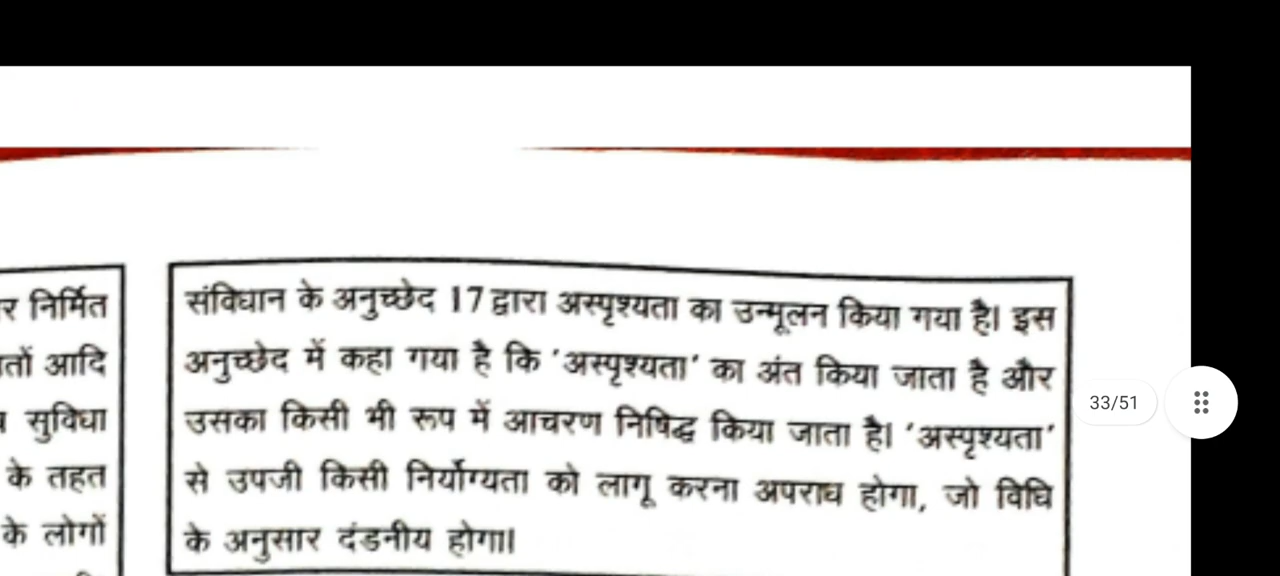 र निर्मित
तों आदि
सुविधा
के तहत
के लोगों
संविधान के अनुच्छेद 17 द्वारा अस्पृश्यता का उन्मूलन किया गया है। इस
अनुच्छेद में कहा गया है कि 'अस्पृश्यता' का अंत किया जाता है और
उसका किसी भी रूप में आचरण निषिद्ध किया जाता है। 'अस्पृश्यता'
से उपजी किसी निर्योग्यता को लागू करना अपराध होगा, जो विधि
के अनुसार दंडनीय होगा।
33/51